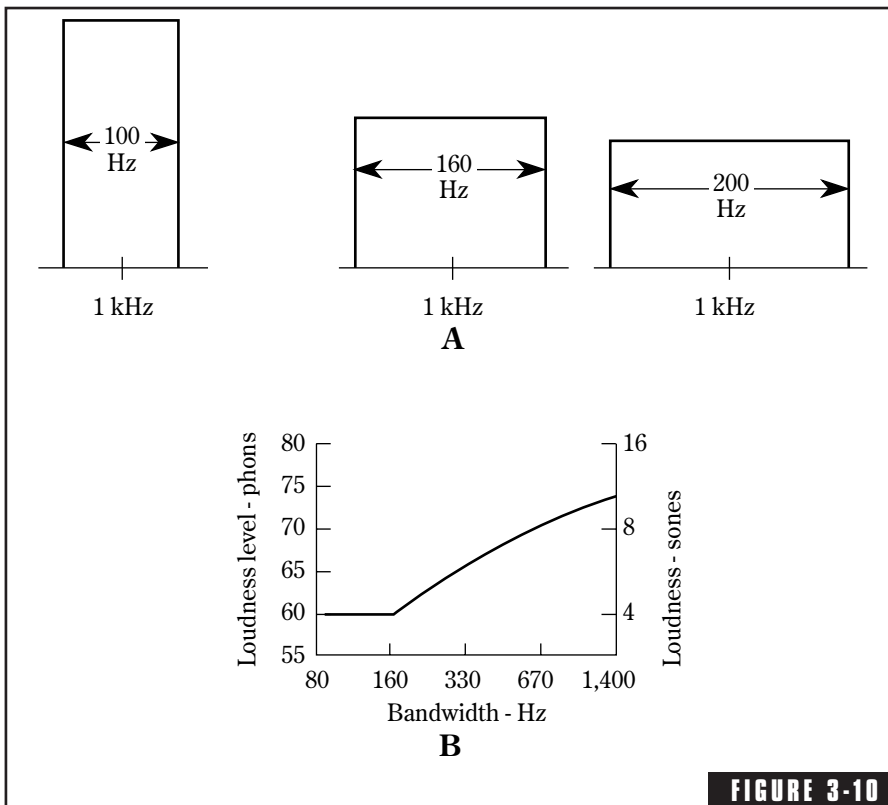 100
Hz
160
Hz
200
Hz
1 kHz
1 kHz
1 kHz
A
Loudness level - phons
80
75
70
65
60
55
16
8
4
Loudness - sones
80 160 330 670 1,400
Bandwidth - Hz
B
FIGURE 3-10